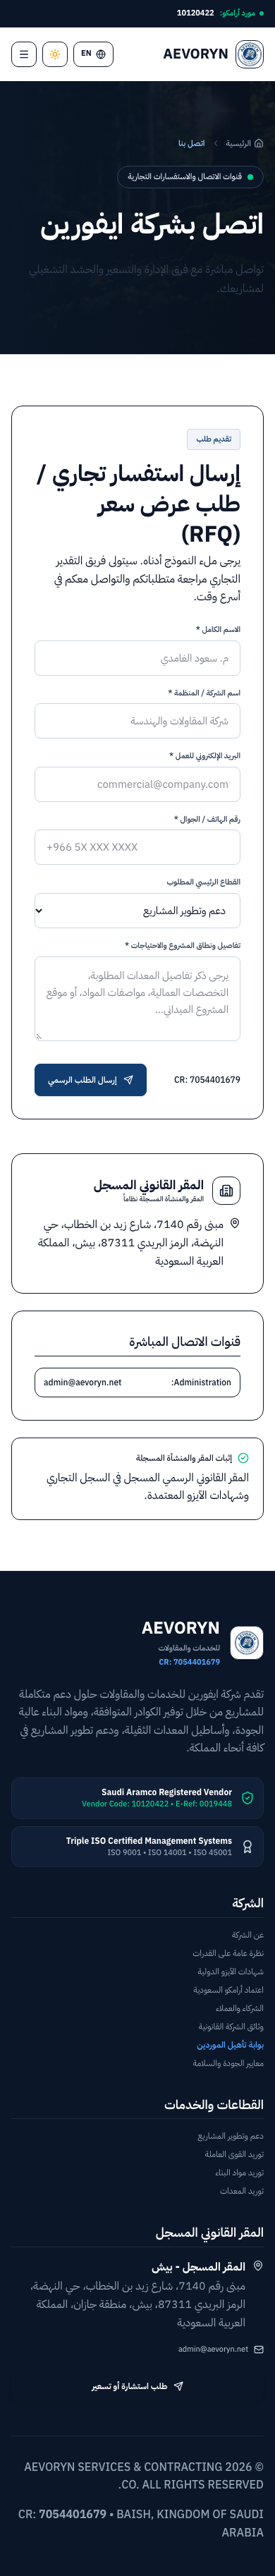 مورد أرامكو: 10120422
AEVORYN
EN
الرئيسية
اتصل بنا
قنوات الاتصال والاستفسارات التجارية
اتصل بشركة ايفورين
تواصل مباشرة مع فرق الإدارة والتسعير والحشد التشغيلي
لمشاريعك.
تقديم طلب
إرسال استفسار تجاري /
طلب عرض سعر
(RFQ)
يرجى ملء النموذج أدناه. سيتولى فريق التقدير
التجاري مراجعة متطلباتكم والتواصل معكم في
أسرع وقت.
الاسم الكامل *
م. سعود الغامدي
اسم الشركة / المنظمة *
شركة المقاولات والهندسة
البريد الإلكتروني للعمل *
commercial@company.com
رقم الهاتف / الجوال *
+966 5X XXX XXXX
القطاع الرئيسي المطلوب
دعم وتطوير المشاريع
تفاصيل ونطاق المشروع والاحتياجات *
يرجى ذكر تفاصيل المعدات المطلوبة،
التخصصات العمالية، مواصفات المواد، أو موقع
المشروع الميداني...
CR: 7054401679
إرسال الطلب الرسمي
المقر القانوني المسجل
المقر والمنشأة المسجلة نظاماً
مبنى رقم 7140، شارع زيد بن الخطاب، حي
النهضة، الرمز البريدي 87311، بيش، المملكة
العربية السعودية
قنوات الاتصال المباشرة
Administration:
admin@aevoryn.net
إثبات المقر والمنشأة المسجلة
المقر القانوني الرسمي المسجل في السجل التجاري
وشهادات الآيزو المعتمدة.
AEVORYN
للخدمات والمقاولات
CR: 7054401679
تقدم شركة ايفورين للخدمات والمقاولات حلول دعم متكاملة
للمشاريع من خلال توفير الكوادر المتوافقة، ومواد البناء عالية
الجودة، وأساطيل المعدات الثقيلة، ودعم تطوير المشاريع في
كافة أنحاء المملكة.
Saudi Aramco Registered Vendor
Vendor Code: 10120422 • E-Ref: 0019448
Triple ISO Certified Management Systems
ISO 9001 • ISO 14001 • ISO 45001
الشركة
عن الشركة
نظرة عامة على القدرات
شهادات الآيزو الدولية
اعتماد أرامكو السعودية
الشركاء والعملاء
وثائق الشركة القانونية
بوابة تأهيل الموردين
معايير الجودة والسلامة
القطاعات والخدمات
دعم وتطوير المشاريع
توريد القوى العاملة
توريد مواد البناء
توريد المعدات
المقر القانوني المسجل
المقر المسجل - بيش
مبنى رقم 7140، شارع زيد بن الخطاب، حي النهضة،
الرمز البريدي 87311، بيش، منطقة جازان، المملكة
العربية السعودية
admin@aevoryn.net
طلب استشارة أو تسعير
© 2026 AEVORYN SERVICES & CONTRACTING
CO. ALL RIGHTS RESERVED.
CR: 7054401679 • BAISH, KINGDOM OF SAUDI
ARABIA